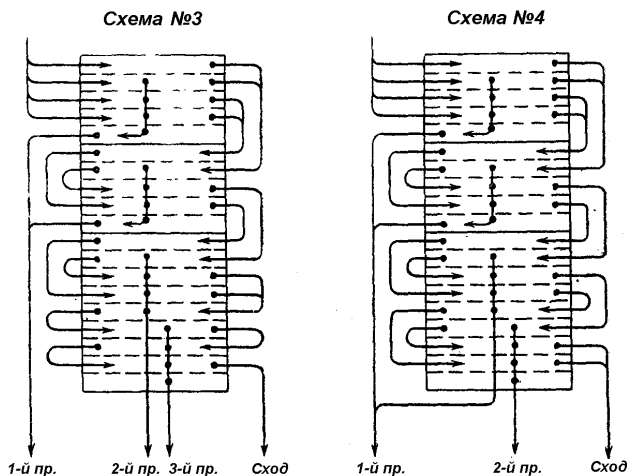 Схема №3 Схема №4
1-й пр. 2-й пр. 3-й пр. Сход 1-й пр. 2-й пр. Сход